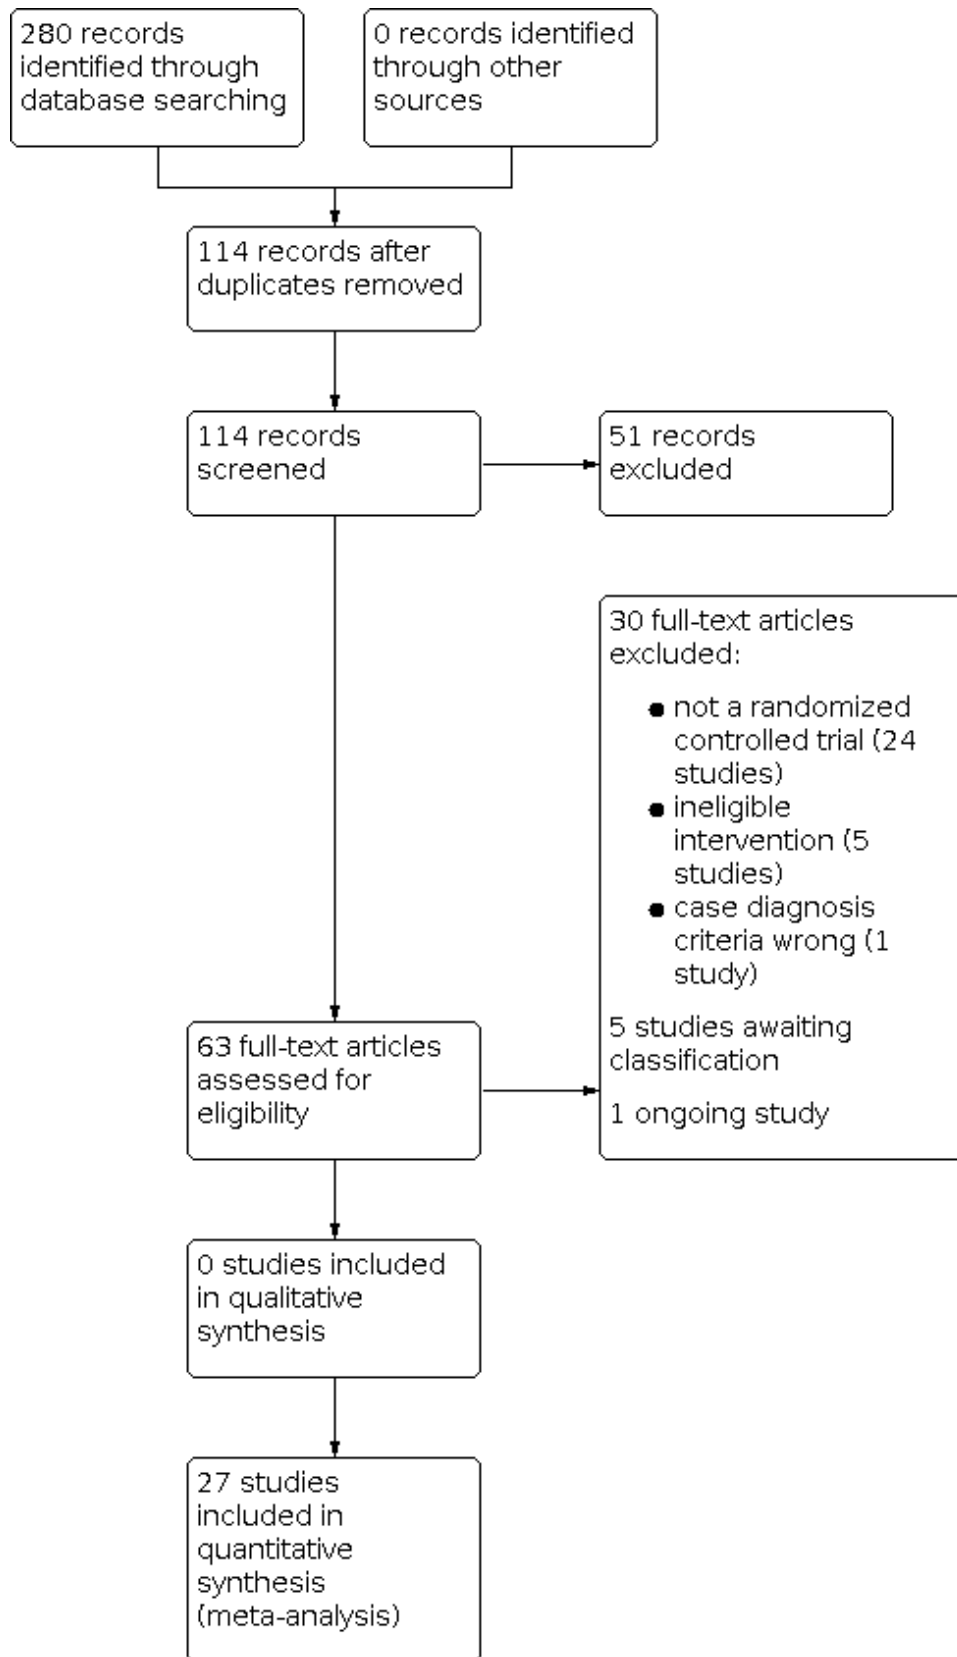 280 records
identified through
database searching
0 records identified
through other
sources
114 records after
duplicates removed
114 records
screened
51 records
excluded
30 full-text articles
excluded:
● not a randomized
controlled trial (24
studies)
● ineligible
intervention (5
studies)
● case diagnosis
criteria wrong (1
study)
5 studies awaiting
classification
1 ongoing study
63 full-text articles
assessed for
eligibility
0 studies included
in qualitative
synthesis
27 studies
included in
quantitative
synthesis
(meta-analysis)